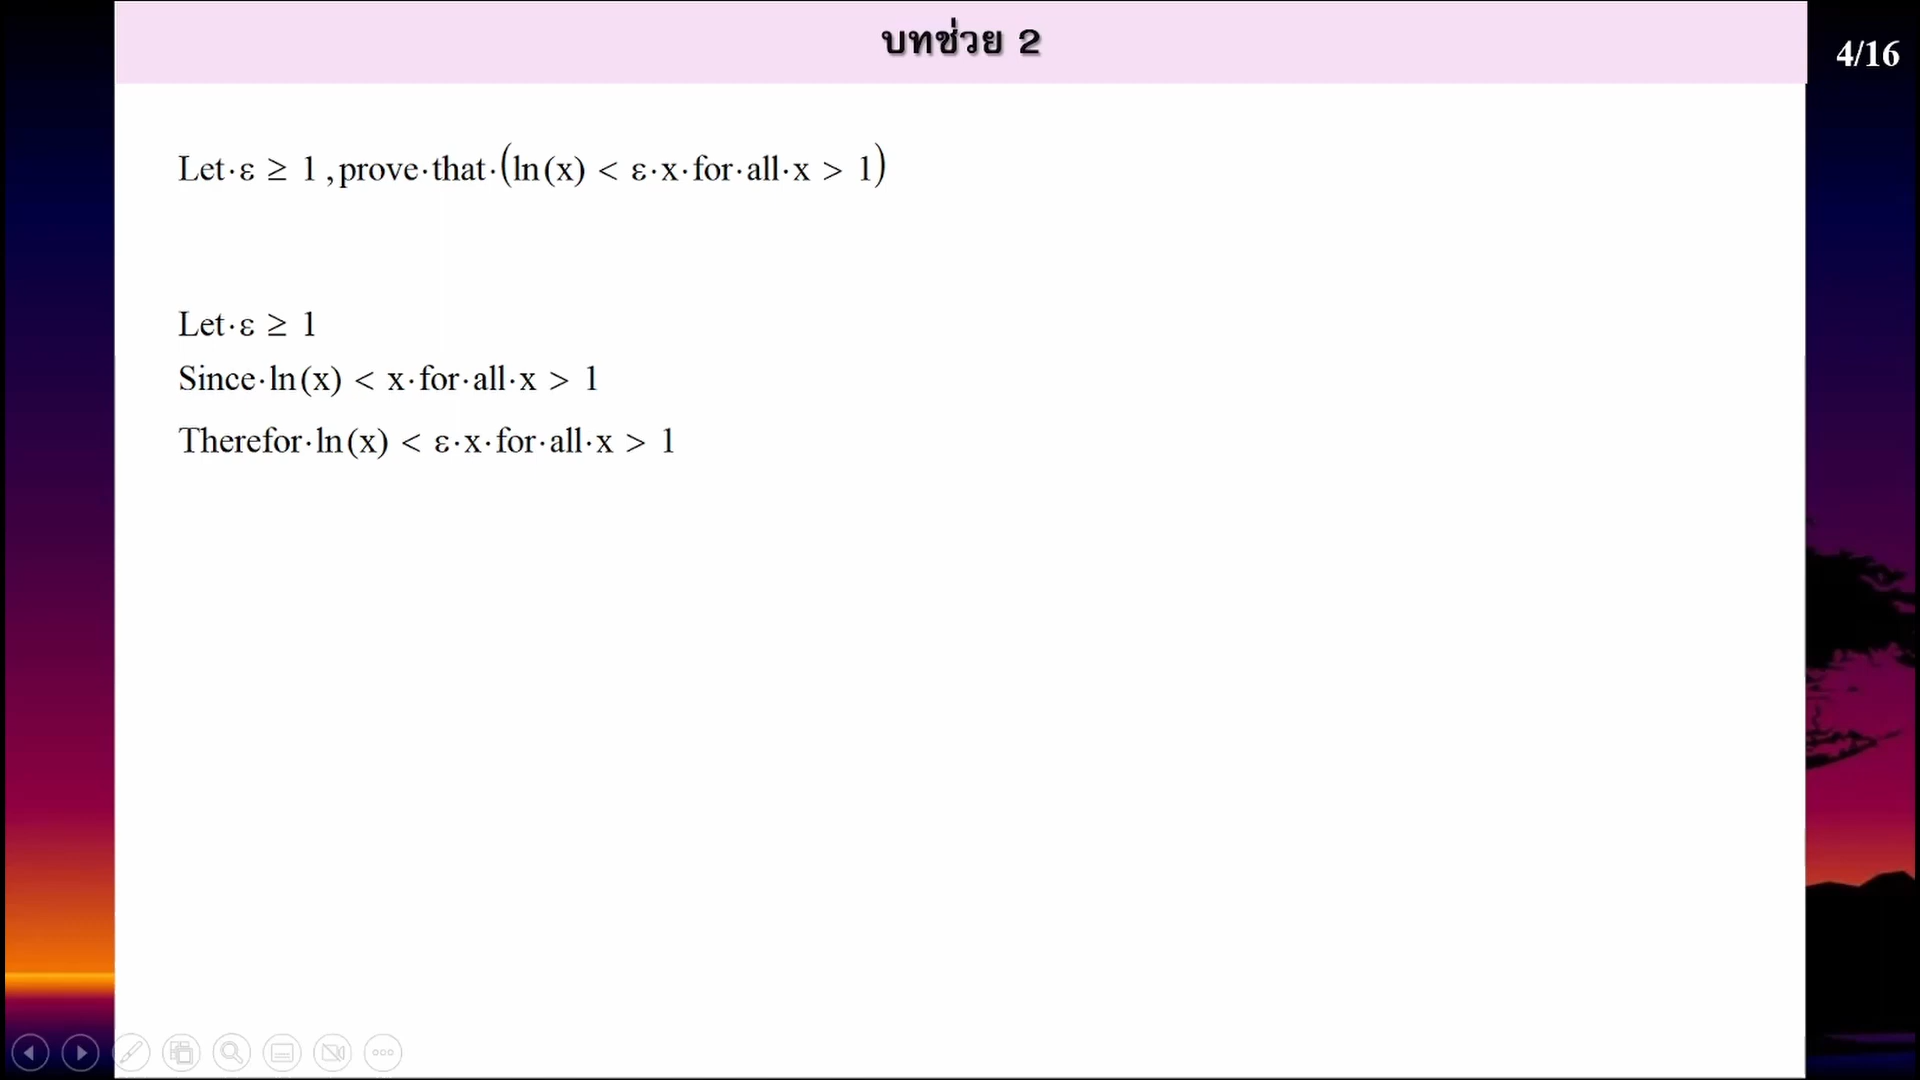 บทช่วย 2
4/16
Let·ε ≥ 1 ,prove·that·(ln(x) < ε·x·for·all·x > 1)
Let·ε ≥ 1
Since·ln(x) < x·for·all·x > 1
Therefor·ln(x) < ε·x·for·all·x > 1